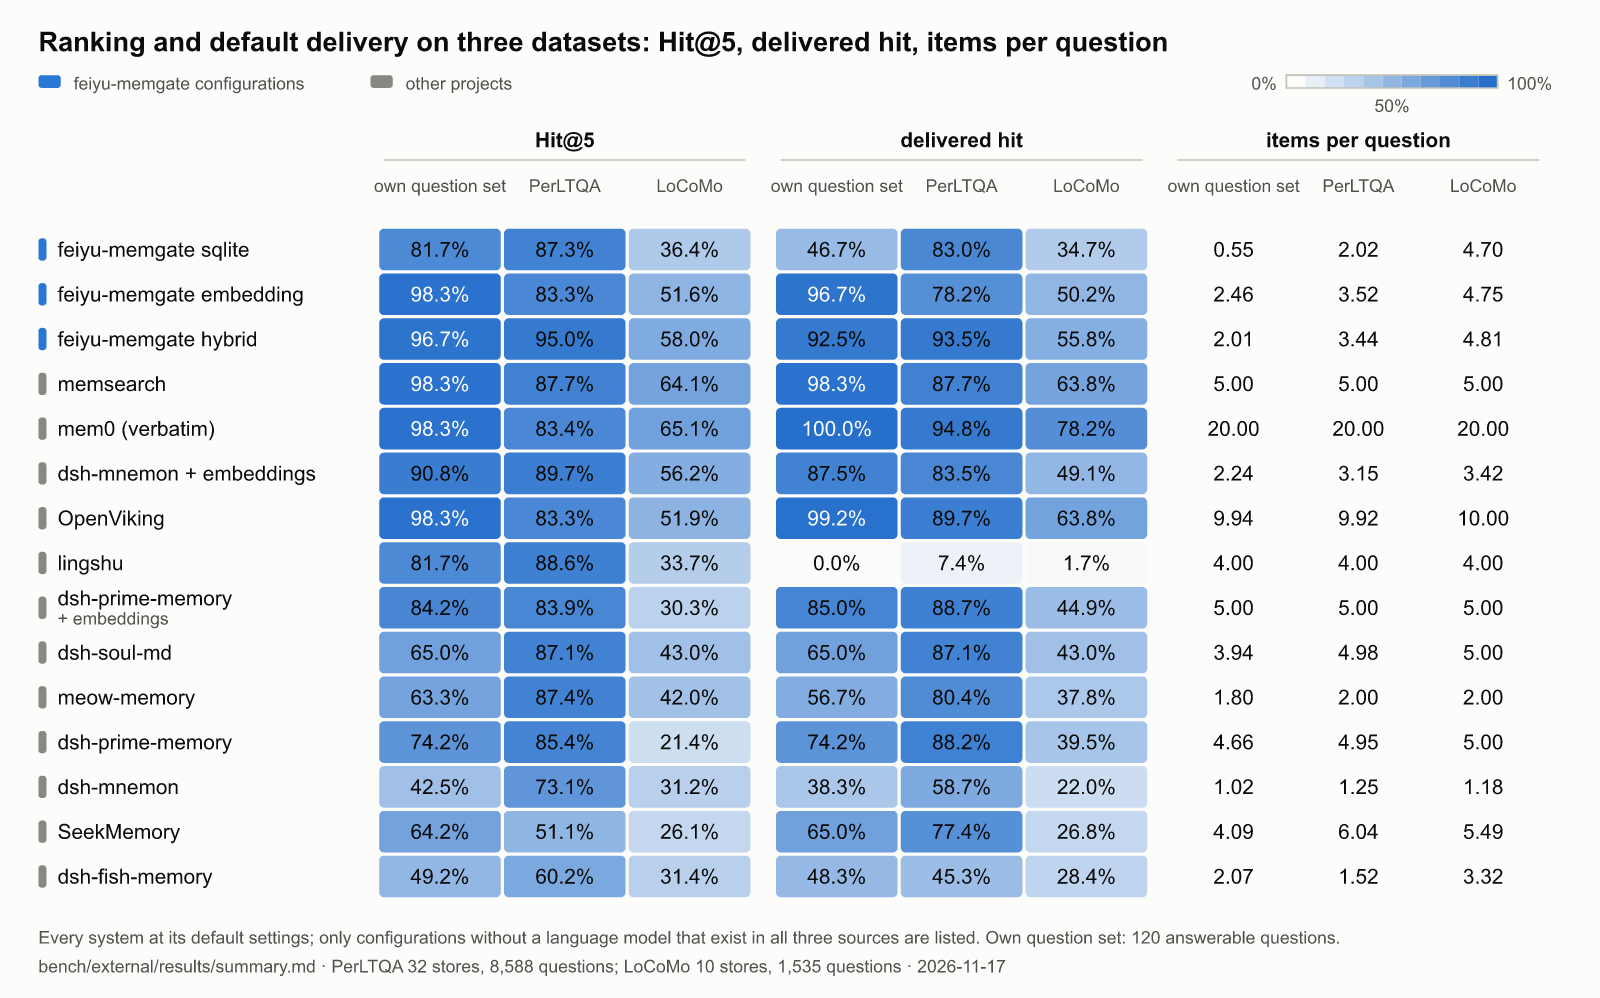 Ranking and default delivery on three datasets: Hit@5, delivered hit, items per question
feiyu-memgate configurations other projects 0% 100%
50%
Hit@5 delivered hit items per question
own question set PerLTQA LoCoMo own question set PerLTQA LoCoMo own question set PerLTQA LoCoMo
feiyu-memgate sqlite 81.7% 87.3% 36.4% 46.7% 83.0% 34.7% 0.55 2.02 4.70
feiyu-memgate embedding 98.3% 83.3% 51.6% 96.7% 78.2% 50.2% 2.46 3.52 4.75
feiyu-memgate hybrid 96.7% 95.0% 58.0% 92.5% 93.5% 55.8% 2.01 3.44 4.81
memsearch 98.3% 87.7% 64.1% 98.3% 87.7% 63.8% 5.00 5.00 5.00
mem0 (verbatim) 98.3% 83.4% 65.1% 100.0% 94.8% 78.2% 20.00 20.00 20.00
dsh-mnemon + embeddings 90.8% 89.7% 56.2% 87.5% 83.5% 49.1% 2.24 3.15 3.42
OpenViking 98.3% 83.3% 51.9% 99.2% 89.7% 63.8% 9.94 9.92 10.00
lingshu 81.7% 88.6% 33.7% 0.0% 7.4% 1.7% 4.00 4.00 4.00
dsh-prime-memory 84.2% 83.9% 30.3% 85.0% 88.7% 44.9% 5.00 5.00 5.00
+ embeddings
dsh-soul-md 65.0% 87.1% 43.0% 65.0% 87.1% 43.0% 3.94 4.98 5.00
meow-memory 63.3% 87.4% 42.0% 56.7% 80.4% 37.8% 1.80 2.00 2.00
dsh-prime-memory 74.2% 85.4% 21.4% 74.2% 88.2% 39.5% 4.66 4.95 5.00
dsh-mnemon 42.5% 73.1% 31.2% 38.3% 58.7% 22.0% 1.02 1.25 1.18
SeekMemory 64.2% 51.1% 26.1% 65.0% 77.4% 26.8% 4.09 6.04 5.49
dsh-fish-memory 49.2% 60.2% 31.4% 48.3% 45.3% 28.4% 2.07 1.52 3.32
Every system at its default settings; only configurations without a language model that exist in all three sources are listed. Own question set: 120 answerable questions.
bench/external/results/summary.md · PerLTQA 32 stores, 8,588 questions; LoCoMo 10 stores, 1,535 questions · 2026-11-17